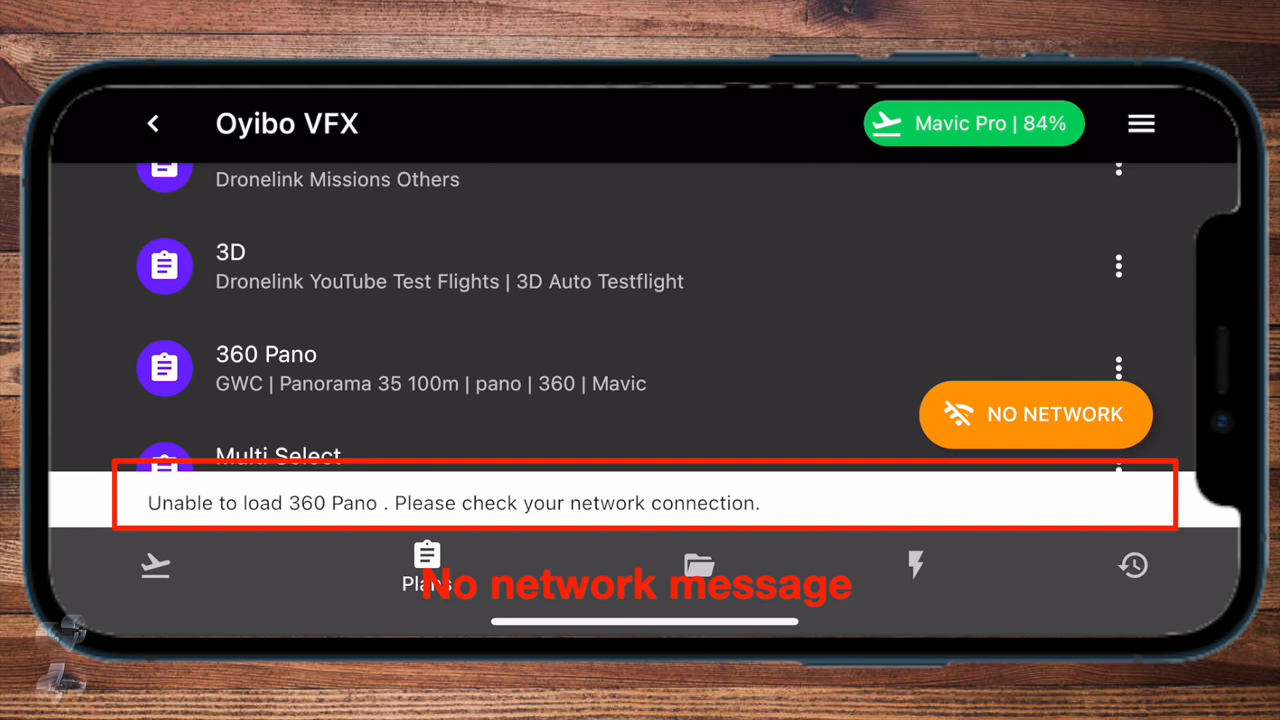 Oyibo VFX
Mavic Pro | 84%
Dronelink Missions Others
3D
Dronelink YouTube Test Flights | 3D Auto Testflight
360 Pano
GWC | Panorama 35 100m | pano | 360 | Mavic
NO NETWORK
Multi Select
Unable to load 360 Pano . Please check your network connection.
Plans
No network message